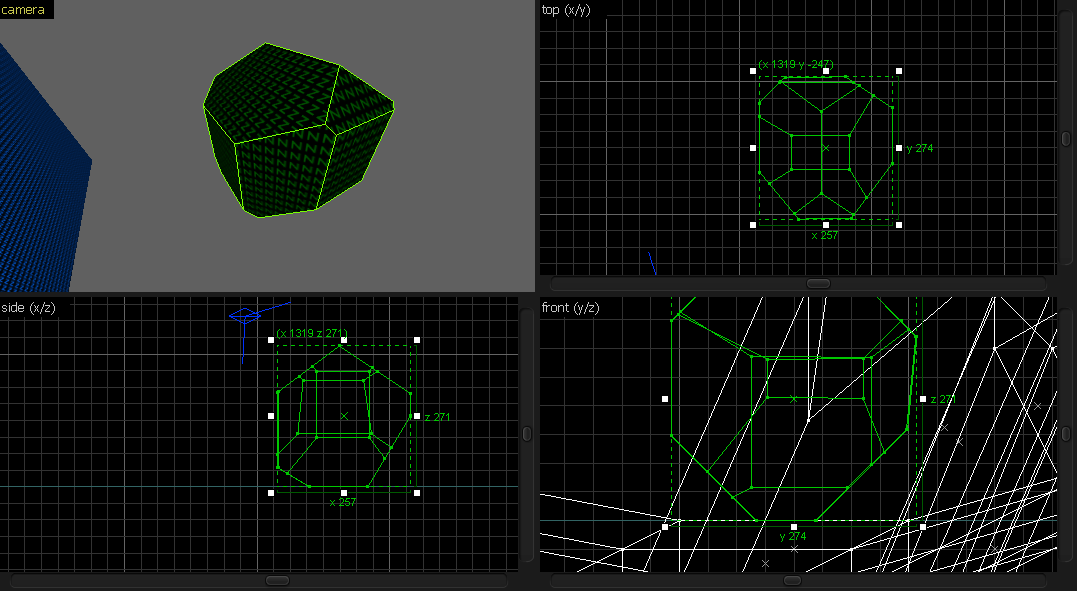 camera
top (x/y)
(x 1319 y -247)
y 274
x 257
side (x/z)
(x 1319 z 271)
z 271
x 257
front (y/z)
z 271
y 274